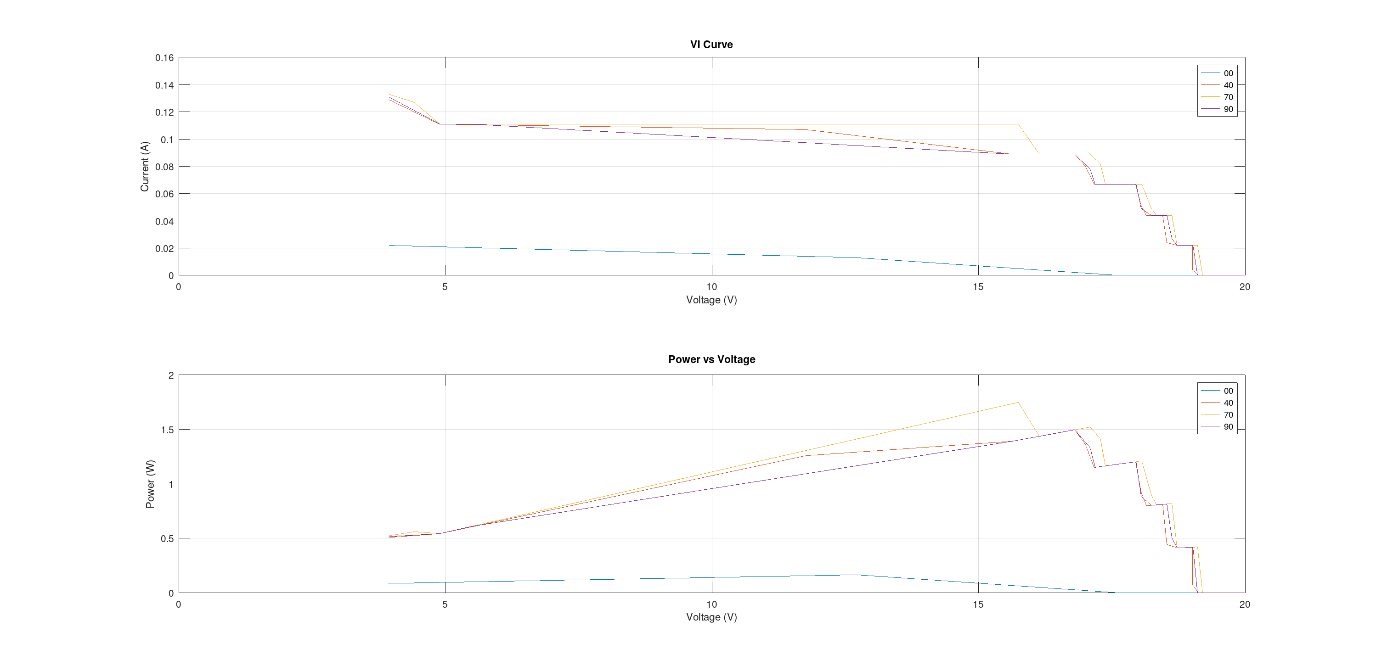 VI Curve
0.16
0.14
0.12
0.1
0.08
0.06
0.04
0.02
0
Current (A)
00
40
70
90
0 5 10 15 20
Voltage (V)
Power vs Voltage
2
1.5
1
0.5
0
Power (W)
00
40
70
90
0 5 10 15 20
Voltage (V)